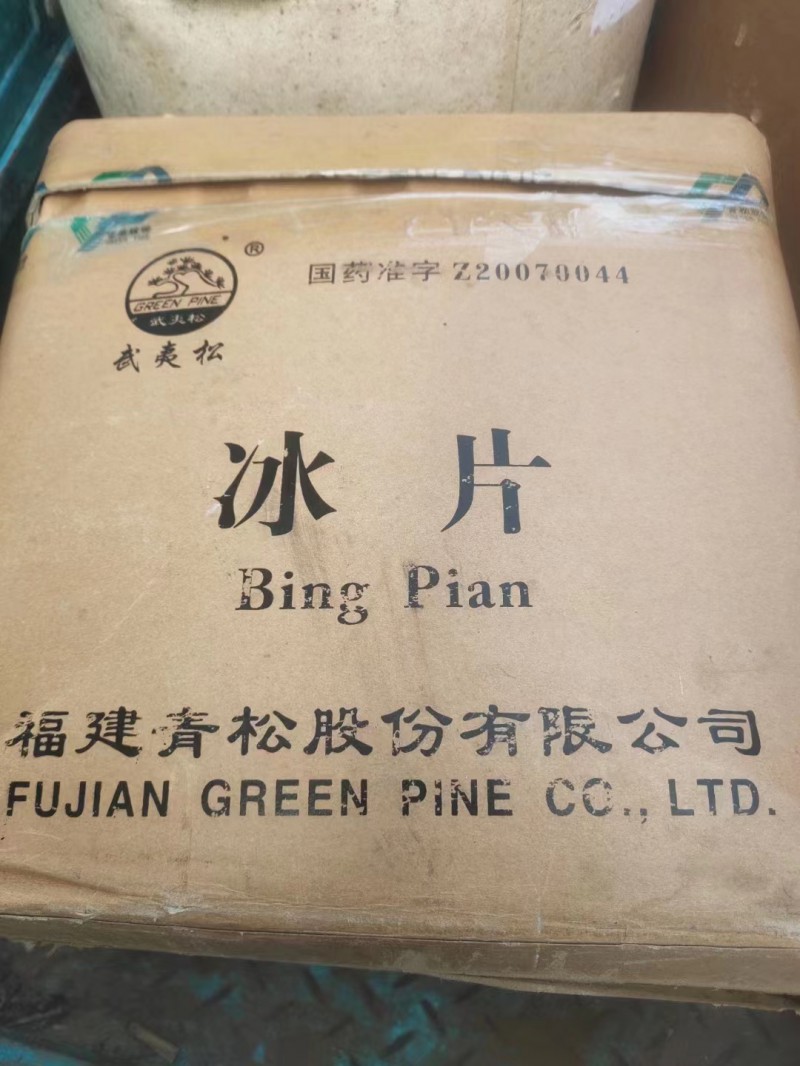 ®
国药准字 Z20070044
GREEN PINE
武夷松
武夷松
冰片
Bing Pian
福建青松股份有限公司
FUJIAN GREEN PINE CO., LTD.